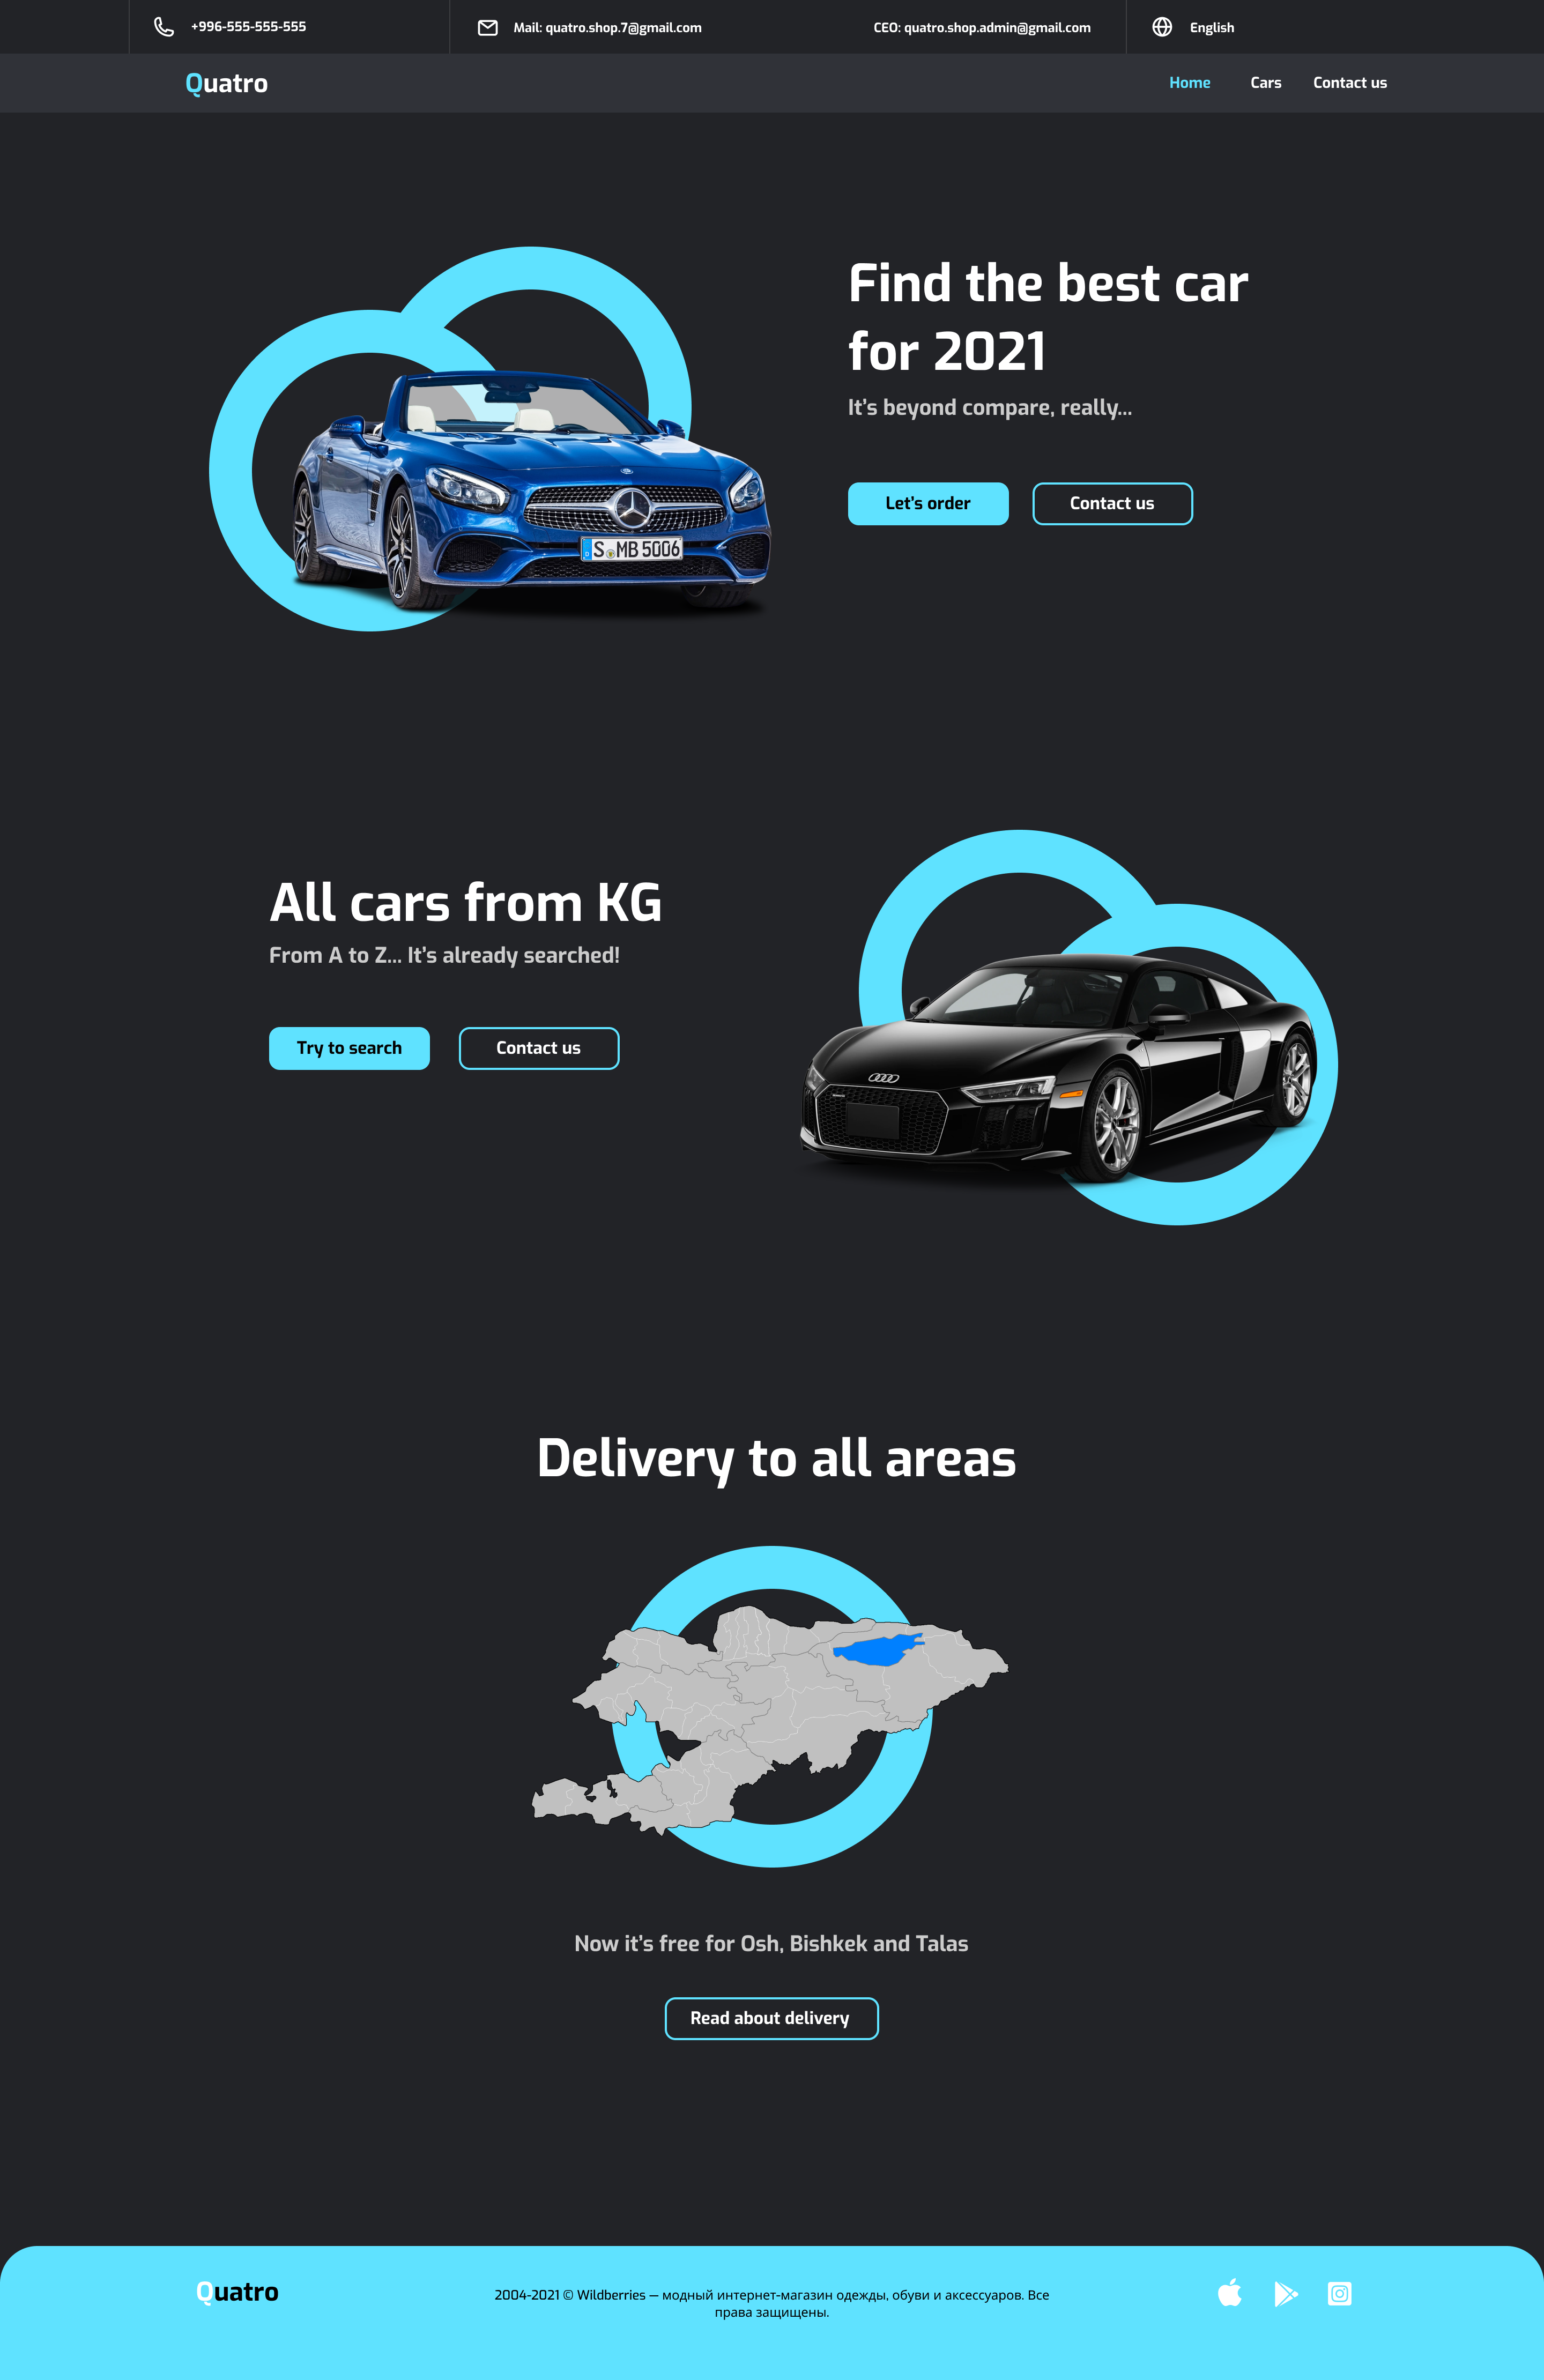 +996-555-555-555
Mail: quatro.shop.7@gmail.com
CEO: quatro.shop.admin@gmail.com
English
Quatro
Home
Cars
Contact us
Find the best car
for 2021
It's beyond compare, really...
Let's order
Contact us
S MB 5006
All cars from KG
From A to Z... It's already searched!
Try to search
Contact us
Delivery to all areas
Now it's free for Osh, Bishkek and Talas
Read about delivery
Quatro
2004-2021 © Wildberries — модный интернет-магазин одежды, обуви и аксессуаров. Все
права защищены.